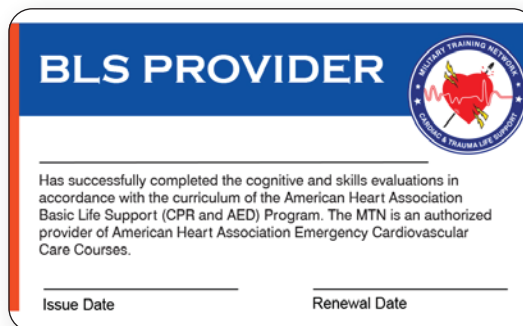 BLS PROVIDER
MILITARY TRAINING NETWORK
CARDIAC & TRAUMA LIFE SUPPORT
Has successfully completed the cognitive and skills evaluations in
accordance with the curriculum of the American Heart Association
Basic Life Support (CPR and AED) Program. The MTN is an authorized
provider of American Heart Association Emergency Cardiovascular
Care Courses.
Issue Date
Renewal Date